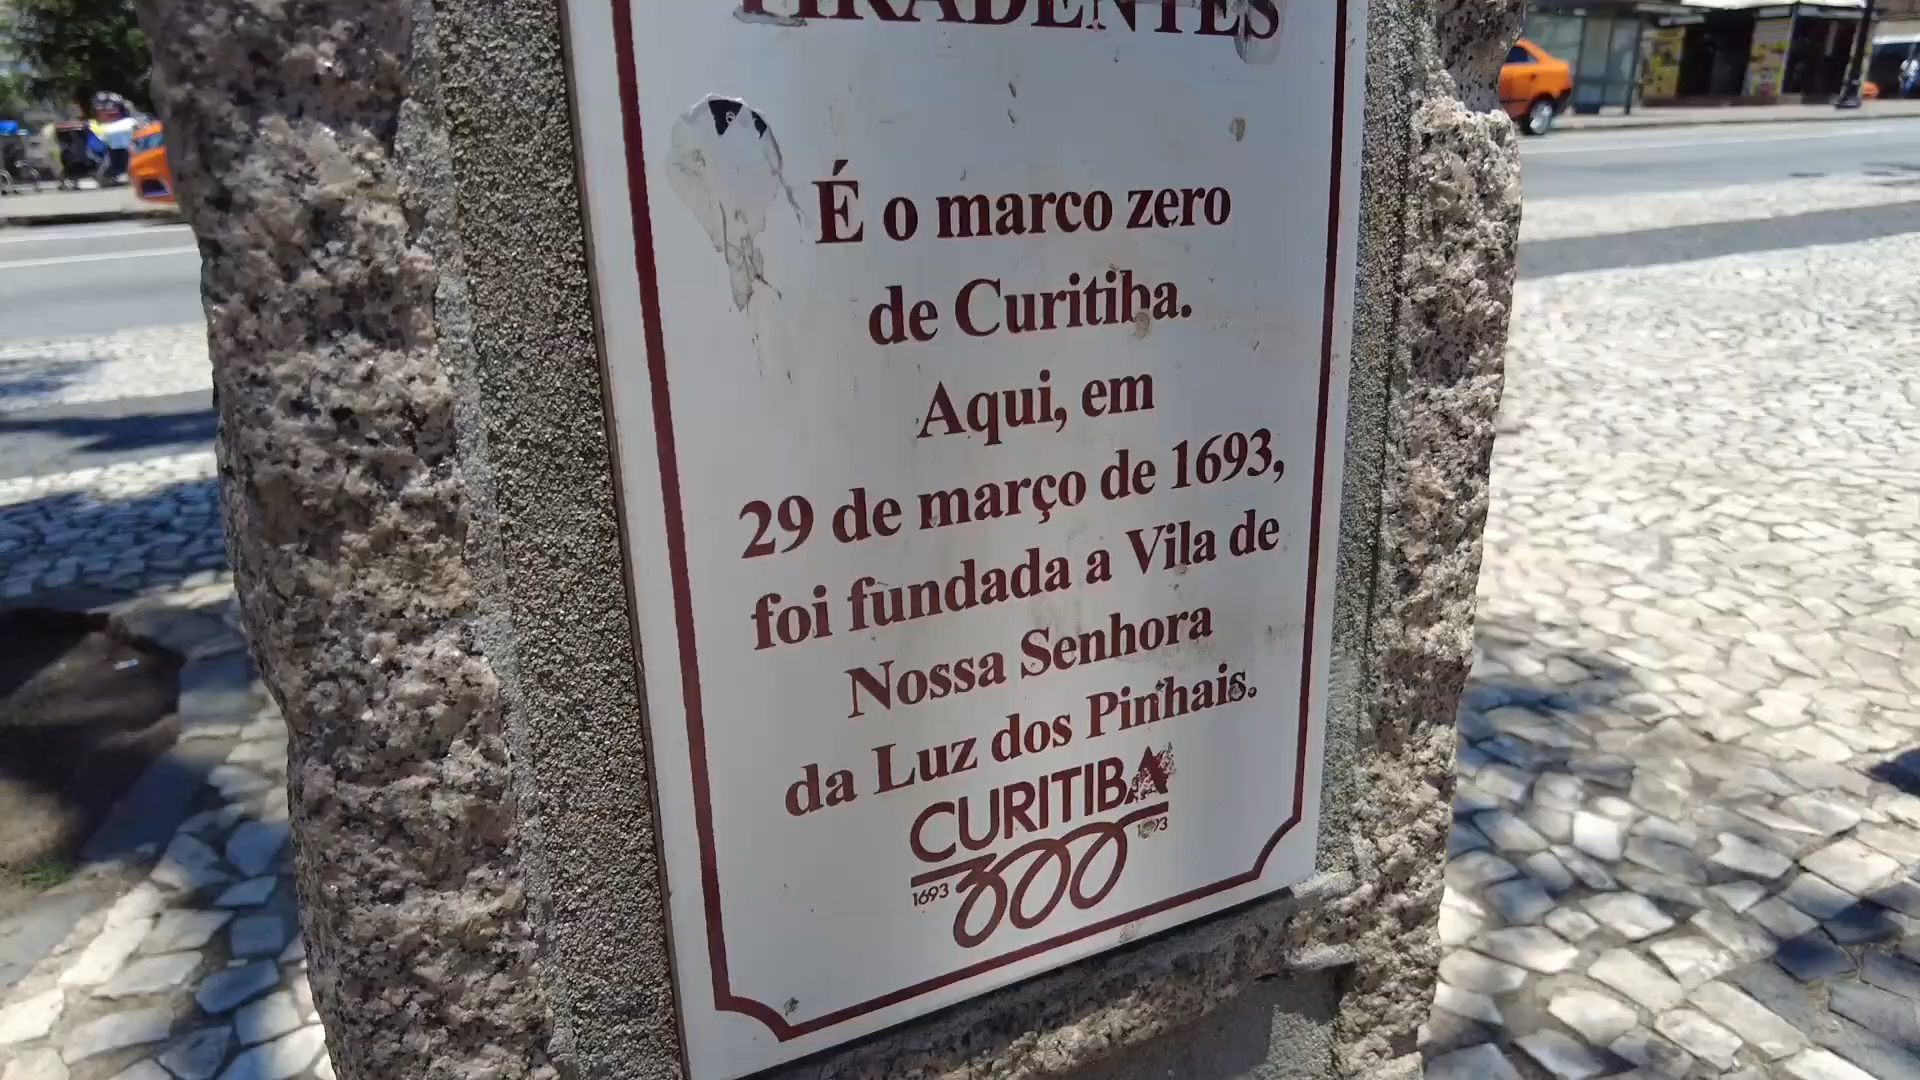 TIRADENTES
É o marco zero
de Curitiba.
Aqui, em
29 de março de 1693,
foi fundada a Vila de
Nossa Senhora
da Luz dos Pinhais.
CURITIBA
1693 300 1993